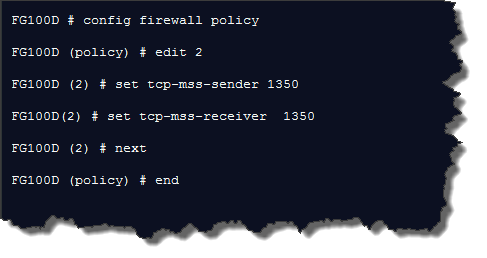 FG100D # config firewall policy
FG100D (policy) # edit 2
FG100D (2) # set tcp-mss-sender 1350
FG100D(2) # set tcp-mss-receiver  1350
FG100D (2) # next
FG100D (policy) # end